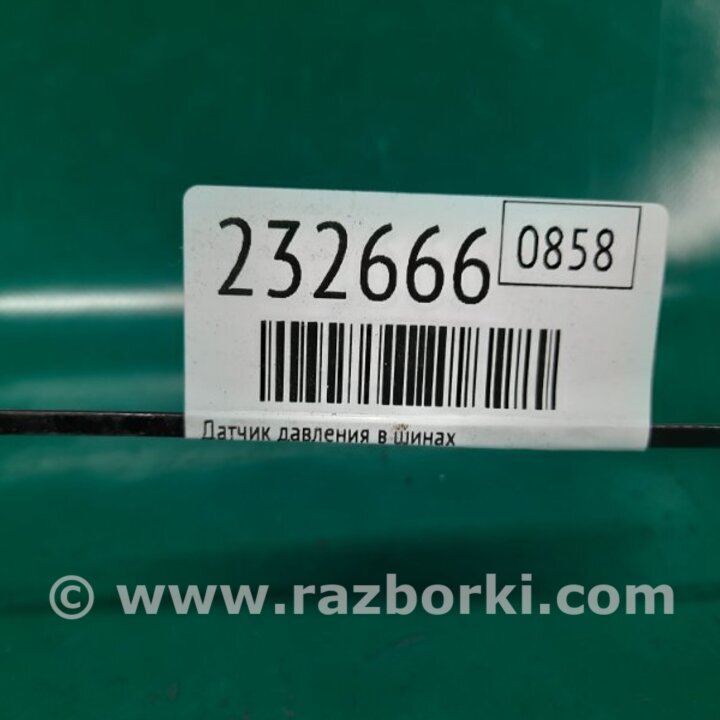 232666 0858
Датчик давления в шинах
© www.razborki.com